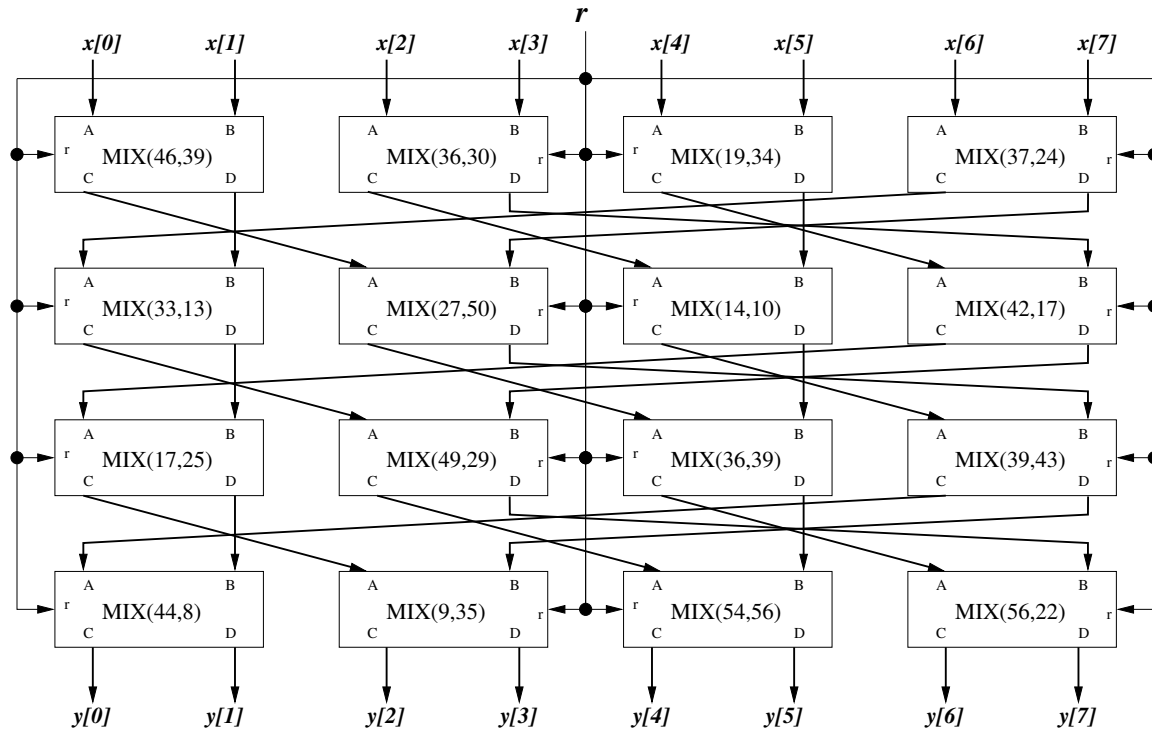 r
x[0] x[1] x[2] x[3] x[4] x[5] x[6] x[7]
A B A B A B A B
r MIX(46,39) MIX(36,30) r r MIX(19,34) MIX(37,24) r
C D C D C D C D
A B A B A B A B
r MIX(33,13) MIX(27,50) r r MIX(14,10) MIX(42,17) r
C D C D C D C D
A B A B A B A B
r MIX(17,25) MIX(49,29) r r MIX(36,39) MIX(39,43) r
C D C D C D C D
A B A B A B A B
r MIX(44,8) MIX(9,35) r r MIX(54,56) MIX(56,22) r
C D C D C D C D
y[0] y[1] y[2] y[3] y[4] y[5] y[6] y[7]